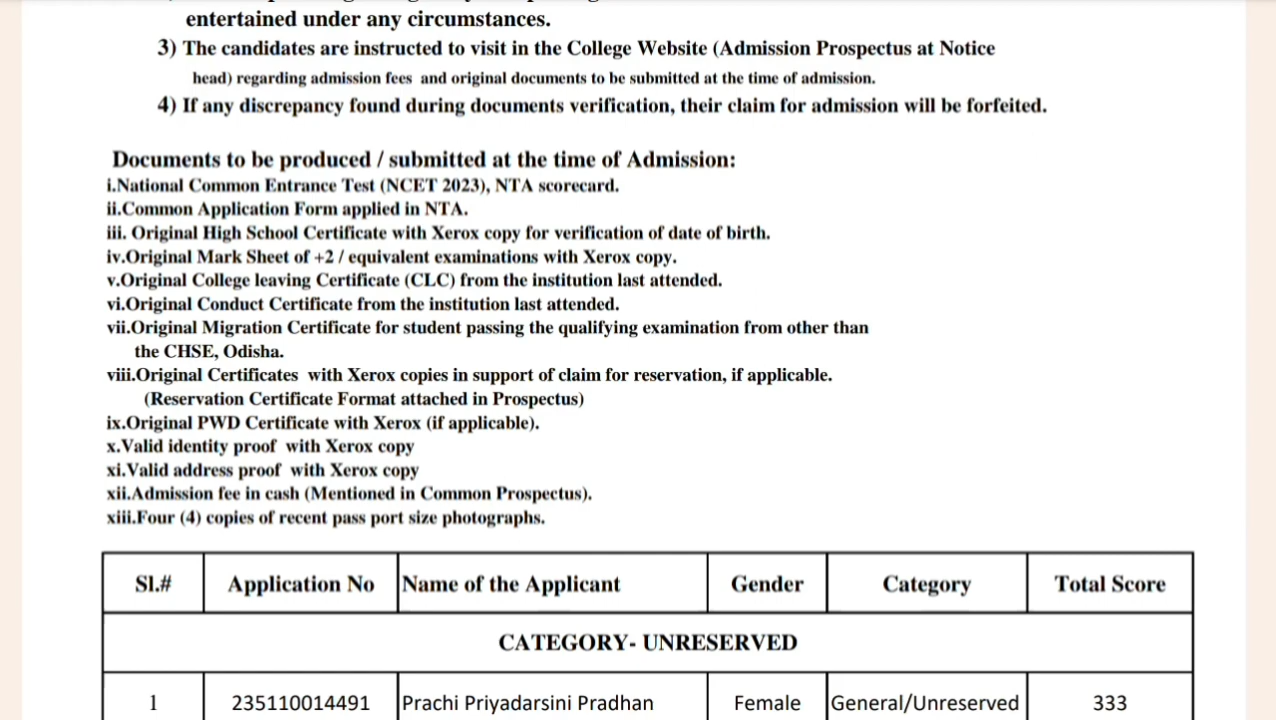 entertained under any circumstances.
3) The candidates are instructed to visit in the College Website (Admission Prospectus at Notice
head) regarding admission fees and original documents to be submitted at the time of admission.
4) If any discrepancy found during documents verification, their claim for admission will be forfeited.
Documents to be produced / submitted at the time of Admission:
i.National Common Entrance Test (NCET 2023), NTA scorecard.
ii.Common Application Form applied in NTA.
iii. Original High School Certificate with Xerox copy for verification of date of birth.
iv.Original Mark Sheet of +2 / equivalent examinations with Xerox copy.
v.Original College leaving Certificate (CLC) from the institution last attended.
vi.Original Conduct Certificate from the institution last attended.
vii.Original Migration Certificate for student passing the qualifying examination from other than
the CHSE, Odisha.
viii.Original Certificates with Xerox copies in support of claim for reservation, if applicable.
(Reservation Certificate Format attached in Prospectus)
ix.Original PWD Certificate with Xerox (if applicable).
x.Valid identity proof with Xerox copy
xi.Valid address proof with Xerox copy
xii.Admission fee in cash (Mentioned in Common Prospectus).
xiii.Four (4) copies of recent pass port size photographs.
Sl.# Application No Name of the Applicant Gender Category Total Score
CATEGORY- UNRESERVED
1 235110014491 Prachi Priyadarsini Pradhan Female General/Unreserved 333